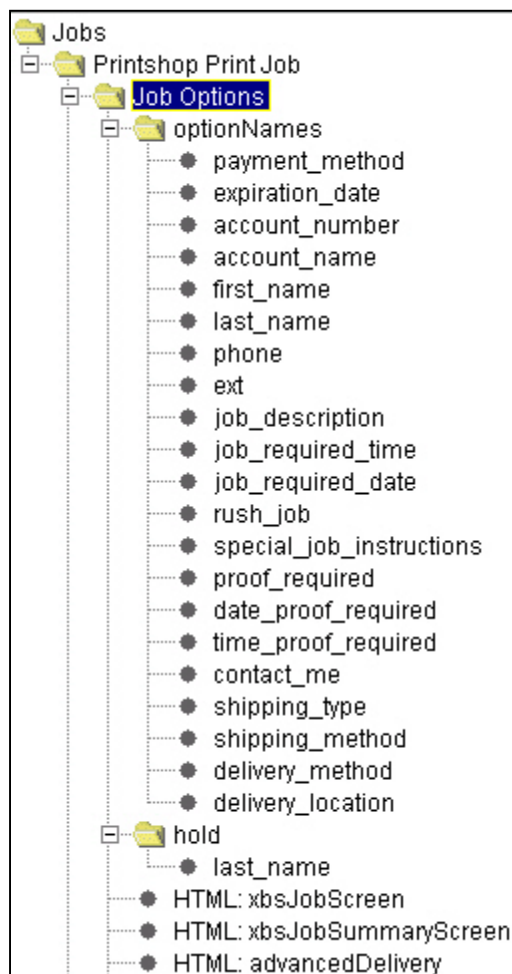 Jobs
Printshop Print Job
Job Options
optionNames
payment_method
expiration_date
account_number
account_name
first_name
last_name
phone
ext
job_description
job_required_time
job_required_date
rush_job
special_job_instructions
proof_required
date_proof_required
time_proof_required
contact_me
shipping_type
shipping_method
delivery_method
delivery_location
hold
last_name
HTML: xbsJobScreen
HTML: xbsJobSummaryScreen
HTML: advancedDelivery